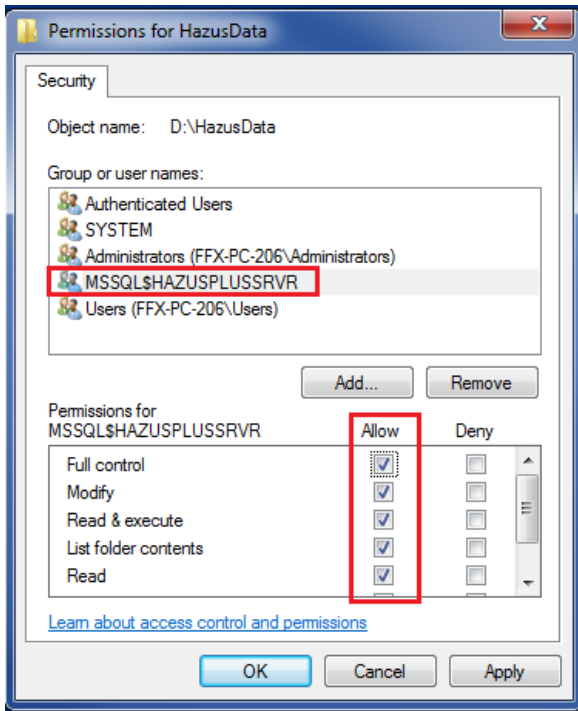 Permissions for HazusData
Security
Object name: D:\HazusData
Group or user names:
Authenticated Users
SYSTEM
Administrators (FFX-PC-206\Administrators)
MSSQL$HAZUSPLUSSRVR
Users (FFX-PC-206\Users)
Add... Remove
Permissions for
MSSQL$HAZUSPLUSSRVR Allow Deny
Full control
Modify
Read & execute
List folder contents
Read
Learn about access control and permissions
OK Cancel Apply